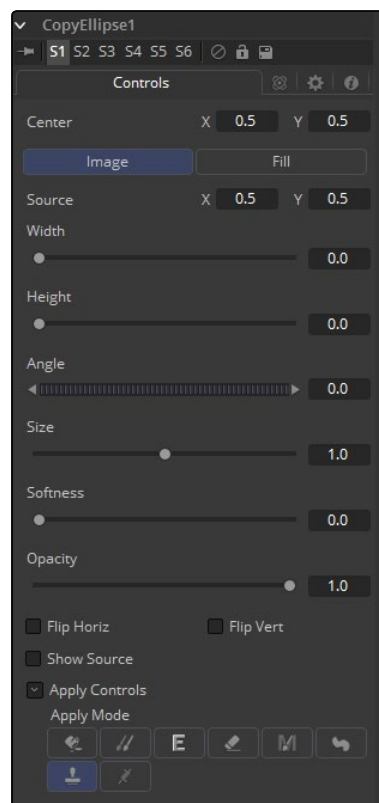 CopyEllipse1
S1 S2 S3 S4 S5 S6
Controls
Center X 0.5 Y 0.5
Image Fill
Source X 0.5 Y 0.5
Width
0.0
Height
0.0
Angle
0.0
Size
1.0
Softness
0.0
Opacity
1.0
Flip Horiz Flip Vert
Show Source
Apply Controls
Apply Mode
E M